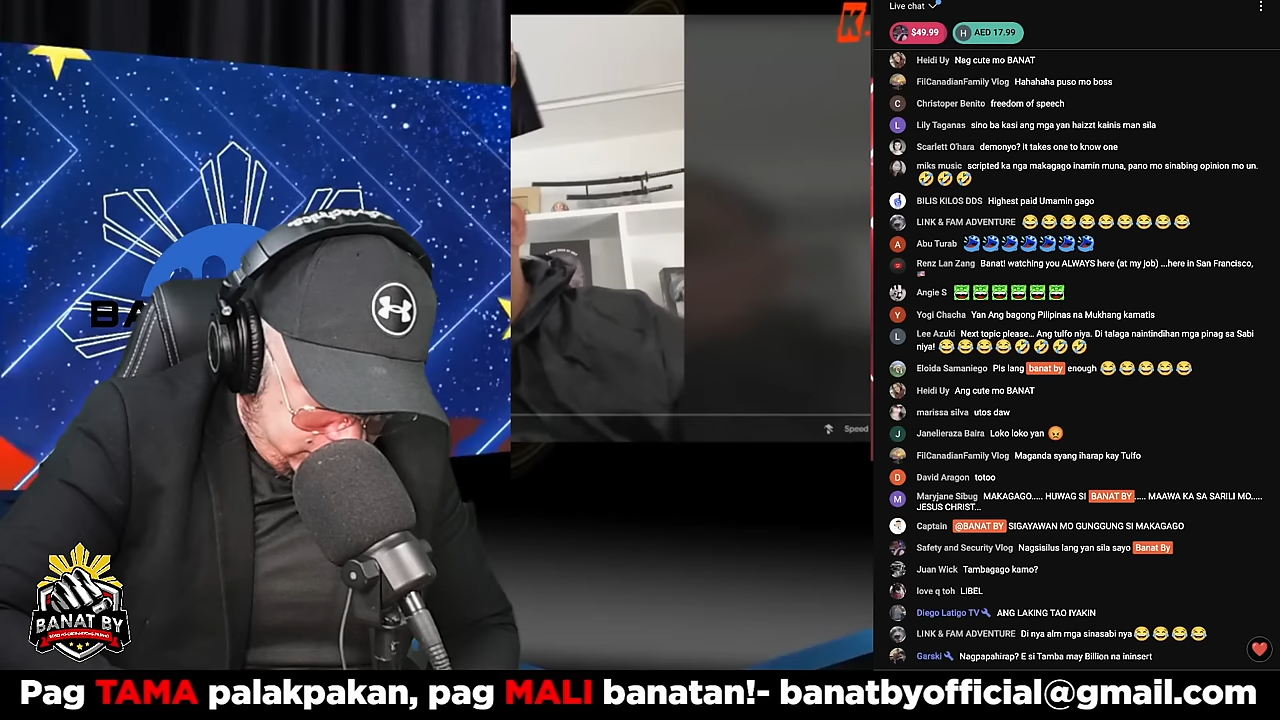 Live chat
$49.99
H AED 17.99
K
Heidi Uy Nag cute mo BANAT
FilCanadianFamily Vlog Hahahaha puso mo boss
C Christoper Benito freedom of speech
L Lily Taganas sino ba kasi ang mga yan haizzt kainis man sila
Scarlett O'hara demonyo? it takes one to know one
miks music scripted ka nga makagago inamin muna, pano mo sinabing opinion mo un. 🤣🤣🤣
BILIS KILOS DDS Highest paid Umamin gago
LINK & FAM ADVENTURE 😂😂😂😂😂😂😂😂😂
A Abu Turab
Renz Lan Zang Banat! watching you ALWAYS here (at my job) ...here in San Francisco, 🇺🇸
Angie S
Y Yogi Chacha Yan Ang bagong Pilipinas na Mukhang kamatis
L Lee Azuki Next topic please... Ang tulfo niya. Di talaga naintindihan mga pinag sa Sabi
niya! 😂😂😂😂🤣🤣🤣🤣
Eloida Samaniego Pls lang banat by enough 😂😂😂😂😂
Heidi Uy Ang cute mo BANAT
marissa silva utos daw
J Janelieraza Baira Loko loko yan 😡
FilCanadianFamily Vlog Maganda syang iharap kay Tulfo
D David Aragon totoo
M Maryjane Sibug MAKAGAGO..... HUWAG SI BANAT BY..... MAAWA KA SA SARILI MO.....
JESUS CHRIST...
Captain @BANAT BY SIGAYAWAN MO GUNGGUNG SI MAKAGAGO
Safety and Security Vlog Nagsisilus lang yan sila sayo Banat By
Juan Wick Tambagago kamo?
love q toh LIBEL
Diego Latigo TV ANG LAKING TAO IYAKIN
LINK & FAM ADVENTURE Di nya alm mga sinasabi nya 😂😂😂😂
Garski Nagpapahirap? E si Tamba may Billion na ininsert
Speed
BA
BANAT BY
Pag TAMA palakpakan, pag MALI banatan!- banatbyofficial@gmail.com